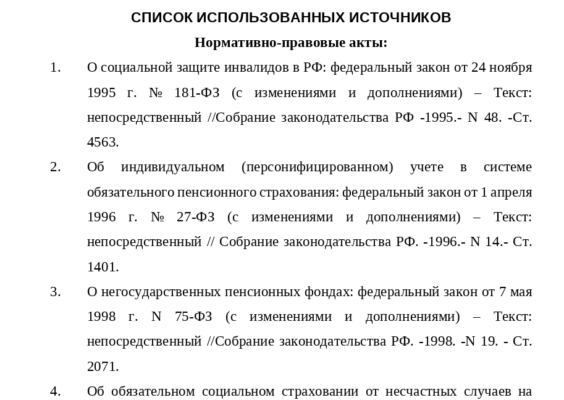 СПИСОК ИСПОЛЬЗОВАННЫХ ИСТОЧНИКОВ
Нормативно-правовые акты:
1. О социальной защите инвалидов в РФ: федеральный закон от 24 ноября
1995 г. № 181-ФЗ (с изменениями и дополнениями) – Текст:
непосредственный //Собрание законодательства РФ -1995.- N 48. -Ст.
4563.
2. Об индивидуальном (персонифицированном) учете в системе
обязательного пенсионного страхования: федеральный закон от 1 апреля
1996 г. № 27-ФЗ (с изменениями и дополнениями) – Текст:
непосредственный // Собрание законодательства РФ. -1996.- N 14.- Ст.
1401.
3. О негосударственных пенсионных фондах: федеральный закон от 7 мая
1998 г. N 75-ФЗ (с изменениями и дополнениями) – Текст:
непосредственный //Собрание законодательства РФ. -1998. -N 19. - Ст.
2071.
4. Об обязательном социальном страховании от несчастных случаев на